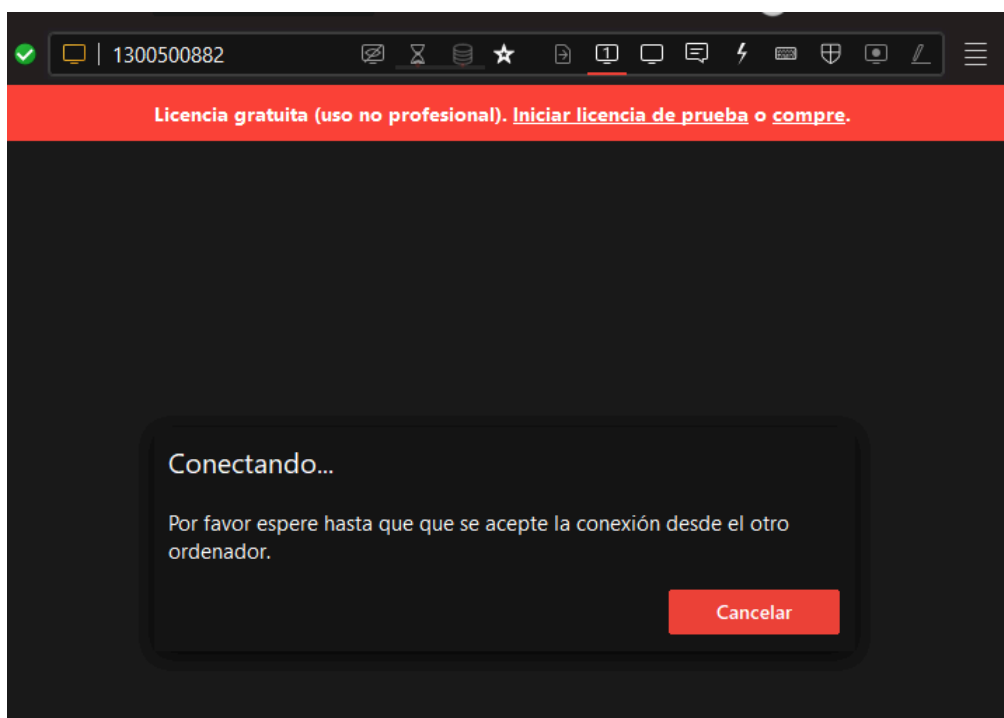 1300500882
1
Licencia gratuita (uso no profesional). Iniciar licencia de prueba o compre.
Conectando...
Por favor espere hasta que que se acepte la conexión desde el otro
ordenador.
Cancelar